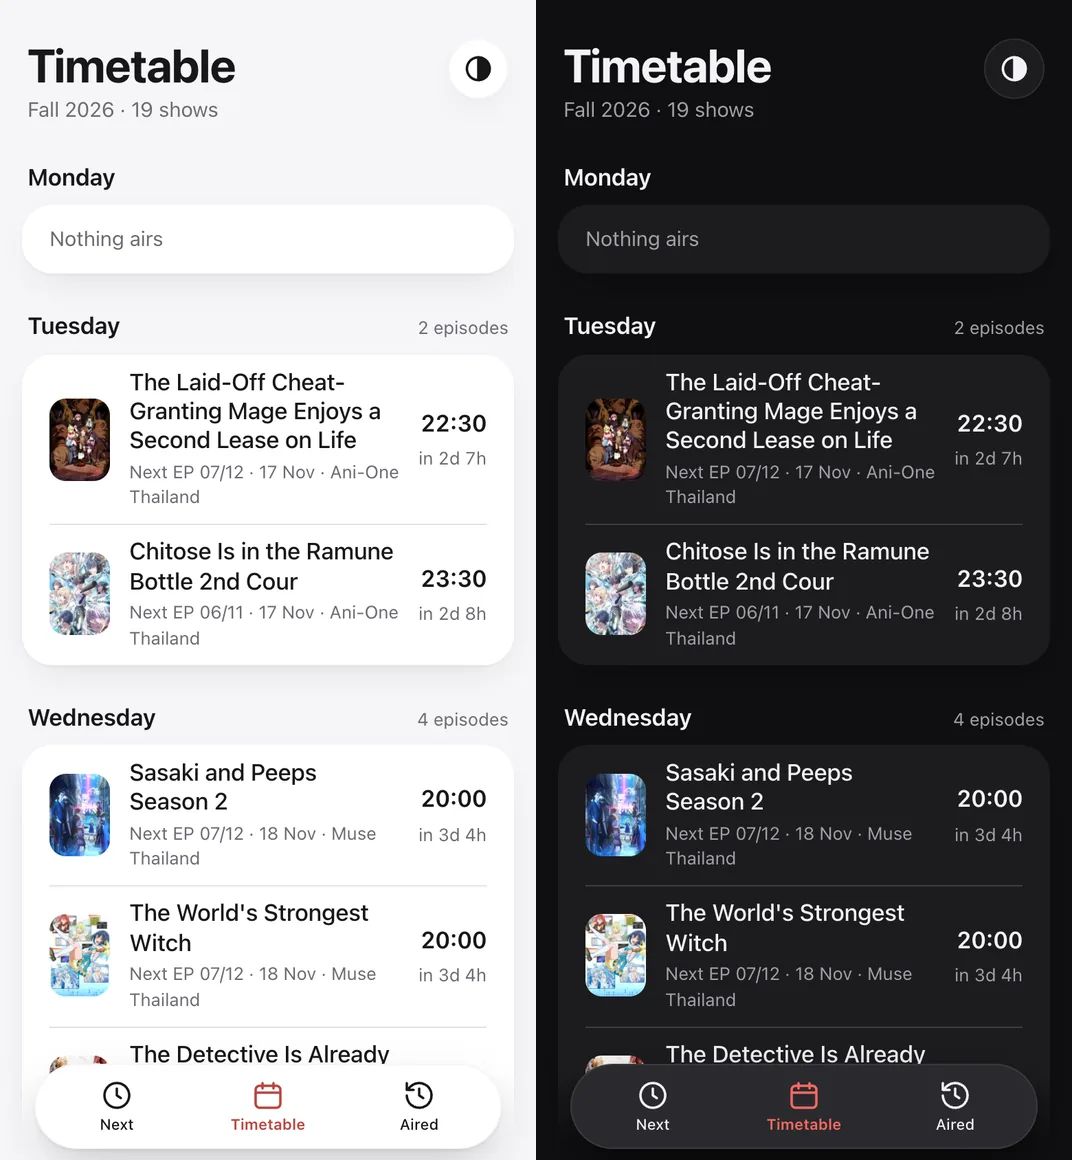 Timetable
Fall 2026 · 19 shows
Monday
Nothing airs
Tuesday
2 episodes
The Laid-Off Cheat-
Granting Mage Enjoys a
Second Lease on Life
Next EP 07/12 · 17 Nov · Ani-One
Thailand
22:30
in 2d 7h
Chitose Is in the Ramune
Bottle 2nd Cour
Next EP 06/11 · 17 Nov · Ani-One
Thailand
23:30
in 2d 8h
Wednesday
4 episodes
Sasaki and Peeps
Season 2
Next EP 07/12 · 18 Nov · Muse
Thailand
20:00
in 3d 4h
The World's Strongest
Witch
Next EP 07/12 · 18 Nov · Muse
Thailand
20:00
in 3d 4h
The Detective Is Already
Next
Timetable
Aired
Timetable
Fall 2026 · 19 shows
Monday
Nothing airs
Tuesday
2 episodes
The Laid-Off Cheat-
Granting Mage Enjoys a
Second Lease on Life
Next EP 07/12 · 17 Nov · Ani-One
Thailand
22:30
in 2d 7h
Chitose Is in the Ramune
Bottle 2nd Cour
Next EP 06/11 · 17 Nov · Ani-One
Thailand
23:30
in 2d 8h
Wednesday
4 episodes
Sasaki and Peeps
Season 2
Next EP 07/12 · 18 Nov · Muse
Thailand
20:00
in 3d 4h
The World's Strongest
Witch
Next EP 07/12 · 18 Nov · Muse
Thailand
20:00
in 3d 4h
The Detective Is Already
Next
Timetable
Aired